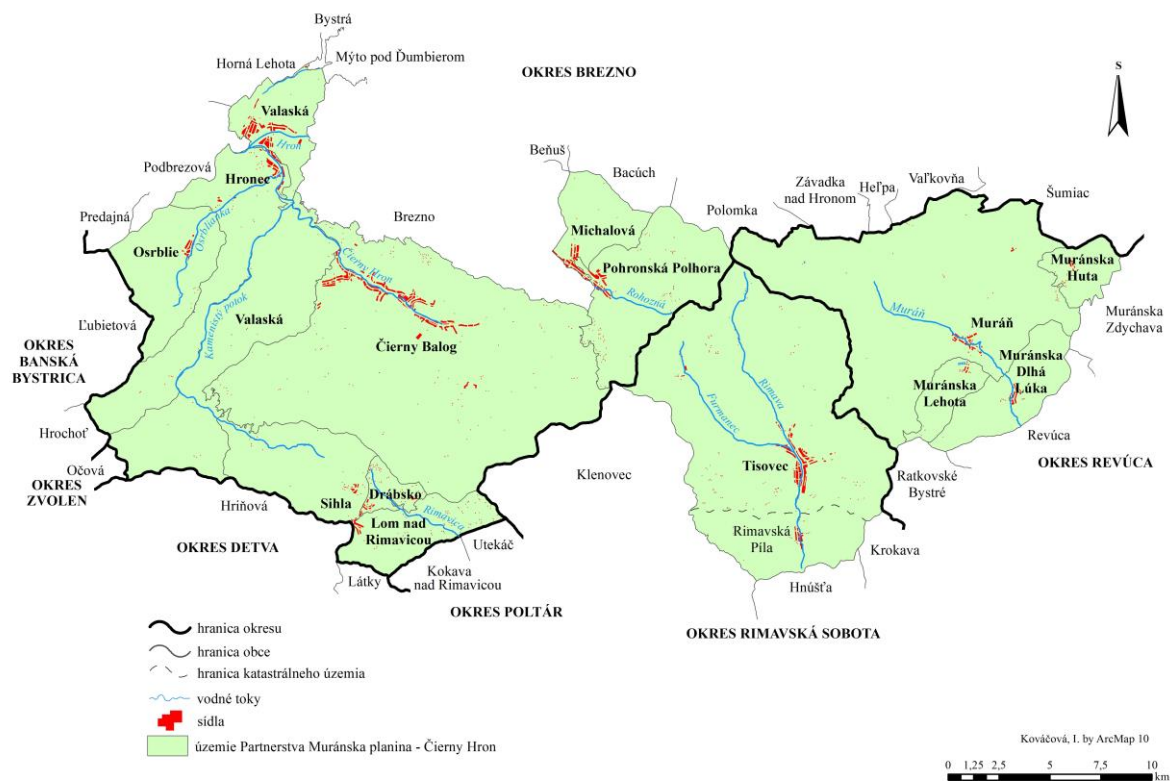 Bystrá
Mýto pod Ďumbierom
Horná Lehota
OKRES BREZNO
S
Valaská
Hron
Podbrezová
Hronec
Beňuš
Bacúch
Predajná
Osrblianka
Brezno
Osrblie
Čierny Hron
Kamenistý potok
Valaská
Čierny Balog
Ľubietová
OKRES
BANSKÁ
BYSTRICA
Michalová
Pohronská Polhora
Rohozná
Polomka
Závadka
nad Hronom
Heľpa
Vaľkovňa
Šumiac
Muránska
Huta
Muránska
Zdychava
Muráň
Muráň
Muránska
Dlhá
Lúka
Muránska
Lehota
Revúca
OKRES REVÚCA
Rimava
Furmanec
Tisovec
Ratkovské
Bystré
Klenovec
Hrochoť
Očová
OKRES
ZVOLEN
Hriňová
Sihla
Drábsko
Rimavica
Lom nad
Rimavicou
Utekáč
OKRES DETVA
Látky
Kokava
nad Rimavicou
OKRES POLTÁR
Rimavská
Píla
Krokava
Hnúšťa
OKRES RIMAVSKÁ SOBOTA
hranica okresu
hranica obce
hranica katastrálneho územia
vodné toky
sídla
územie Partnerstva Muránska planina - Čierny Hron
Kováčová, I. by ArcMap 10
0 1,25 2,5 5 7,5 10
km